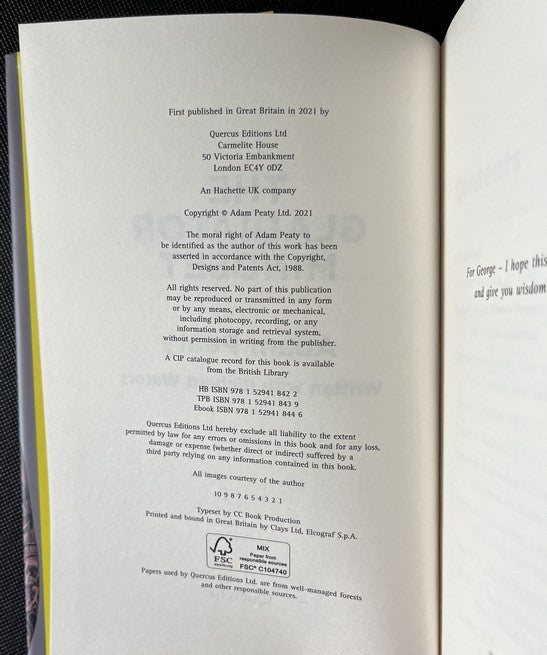 First published in Great Britain in 2021 by
Quercus Editions Ltd
Carmelite House
50 Victoria Embankment
London EC4Y 0DZ
An Hachette UK company
Copyright © Adam Peaty Ltd. 2021
The moral right of Adam Peaty to
be identified as the author of this work has been
asserted in accordance with the Copyright,
Designs and Patents Act, 1988.
All rights reserved. No part of this publication
may be reproduced or transmitted in any form
or by any means, electronic or mechanical,
including photocopy, recording, or any
information storage and retrieval system,
without permission in writing from the publisher.
A CIP catalogue record for this book is available
from the British Library
HB ISBN 978 1 52941 842 2
TPB ISBN 978 1 52941 843 9
Ebook ISBN 978 1 52941 844 6
Quercus Editions Ltd hereby exclude all liability to the extent
permitted by law for any errors or omissions in this book and for any loss,
damage or expense (whether direct or indirect) suffered by a
third party relying on any information contained in this book.
All images courtesy of the author
10 9 8 7 6 5 4 3 2 1
Typeset by CC Book Production
Printed and bound in Great Britain by Clays Ltd, Elcograf S.p.A.
FSC
MIX
Paper from
responsible sources
FSC® C104740
Papers used by Quercus Editions Ltd. are from well-managed forests
and other responsible sources.
For George – I hope this
and give you wisdom